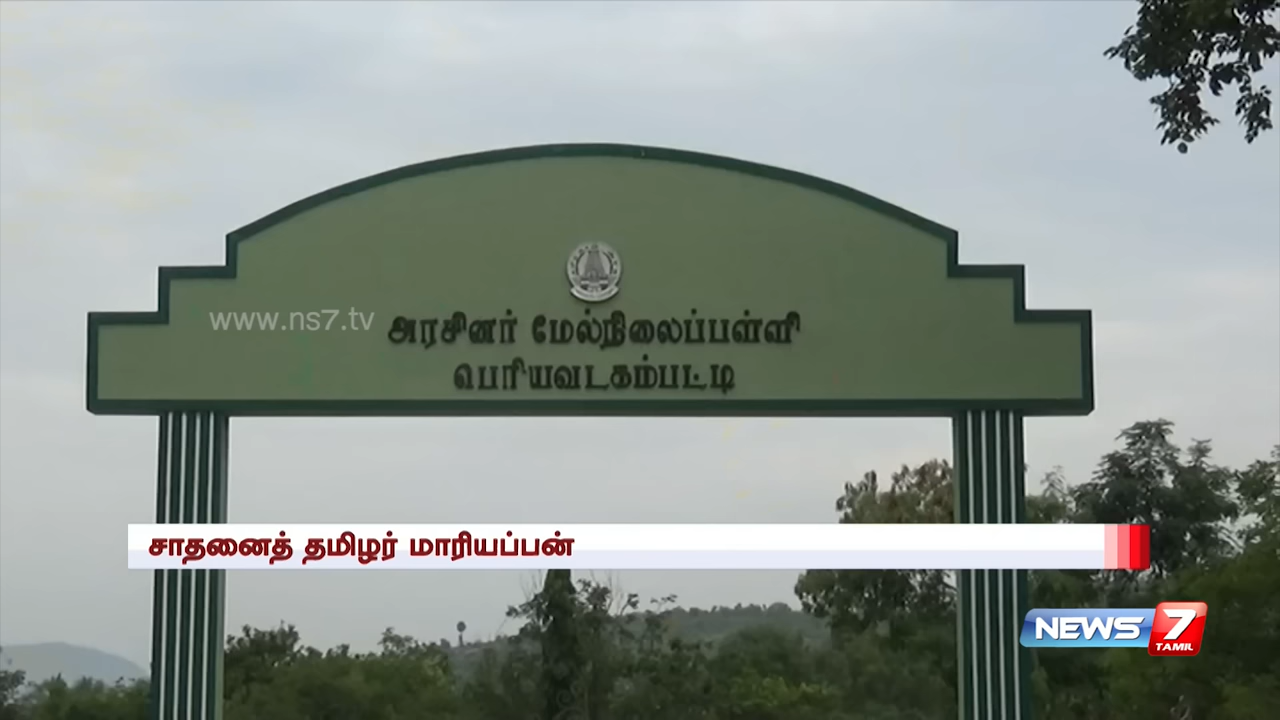 www.ns7.tv
அரசினர் மேல்நிலைப்பள்ளி
பெரியவடகம்பட்டி
சாதனைத் தமிழர் மாரியப்பன்
NEWS 7
TAMIL